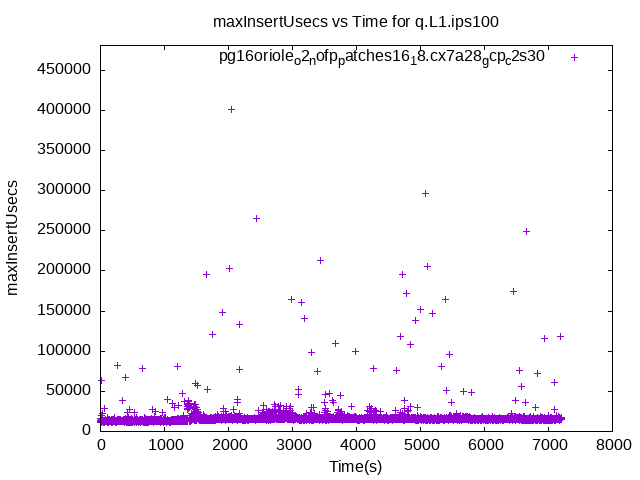 maxInsertUsecs vs Time for q.L1.ips100
pg16oriole_o2_nofp_patches16_18.cx7a28_gcp_c2s30
450000
400000
350000
300000
250000
200000
150000
100000
50000
0
maxInsertUsecs
0 1000 2000 3000 4000 5000 6000 7000 8000
Time(s)